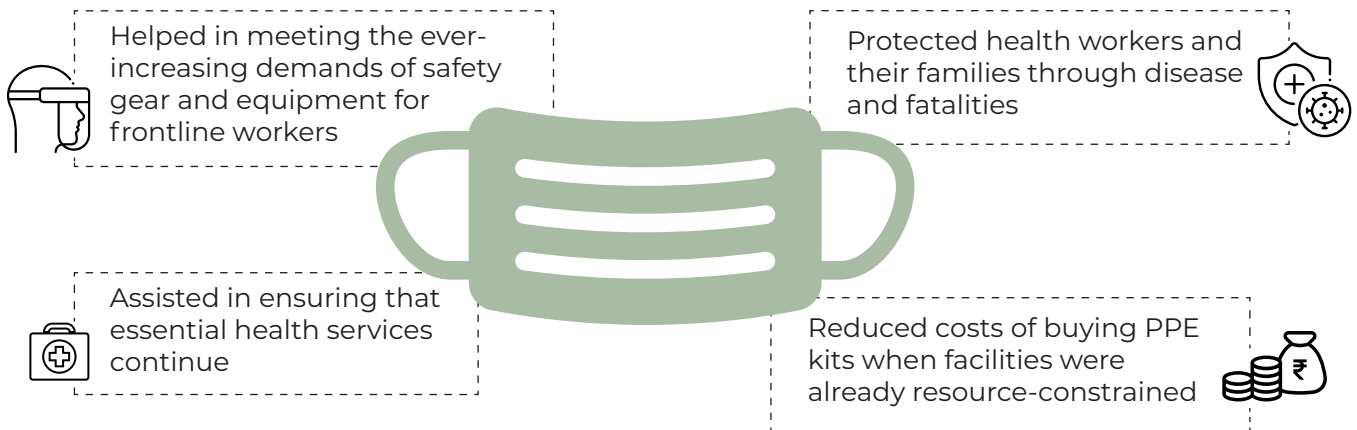 Helped in meeting the ever-
increasing demands of safety
gear and equipment for
frontline workers
Protected health workers and
their families through disease
and fatalities
Assisted in ensuring that
essential health services
continue
Reduced costs of buying PPE
kits when facilities were
already resource-constrained
₹